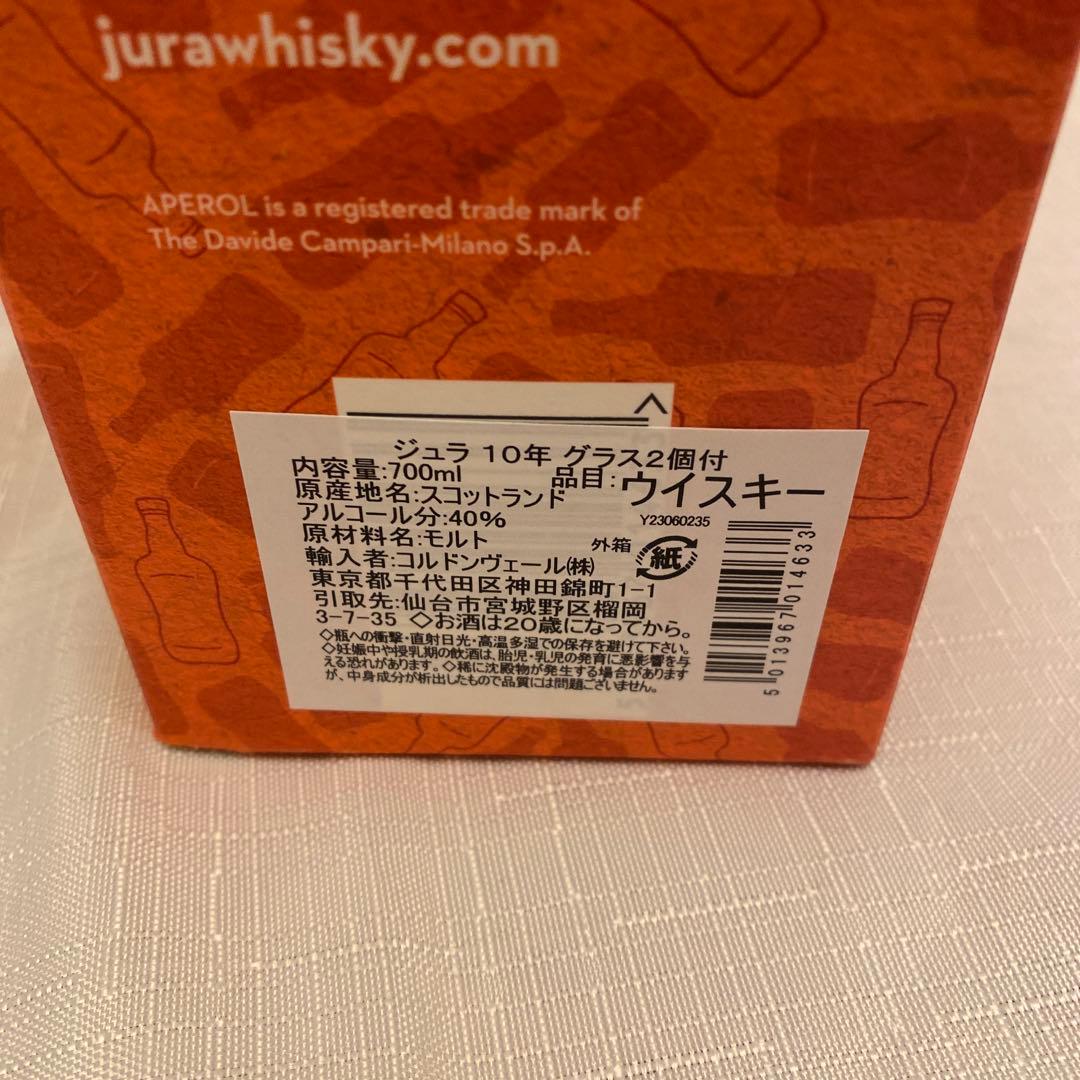 jurawhisky.com
APEROL is a registered trade mark of
The Davide Campari-Milano S.p.A.
ジュラ 10年 グラス2個付
内容量:700ml 品目:ウイスキー
原産地名:スコットランド
アルコール分:40% Y23060235
原材料名:モルト 外箱 紙
輸入者:コルドンヴェール㈱
東京都千代田区神田錦町1-1
引取先:仙台市宮城野区榴岡
3-7-35 ◇お酒は20歳になってから。
◇瓶への衝撃・直射日光・高温多湿での保存を避けて下さい。
◇妊娠中や授乳期の飲酒は、胎児・乳児の発育に悪影響を与
える恐れがあります。◇稀に沈殿物が発生する場合があります
が、中身成分が析出したもので品質には問題ございません。
5 013967 014633